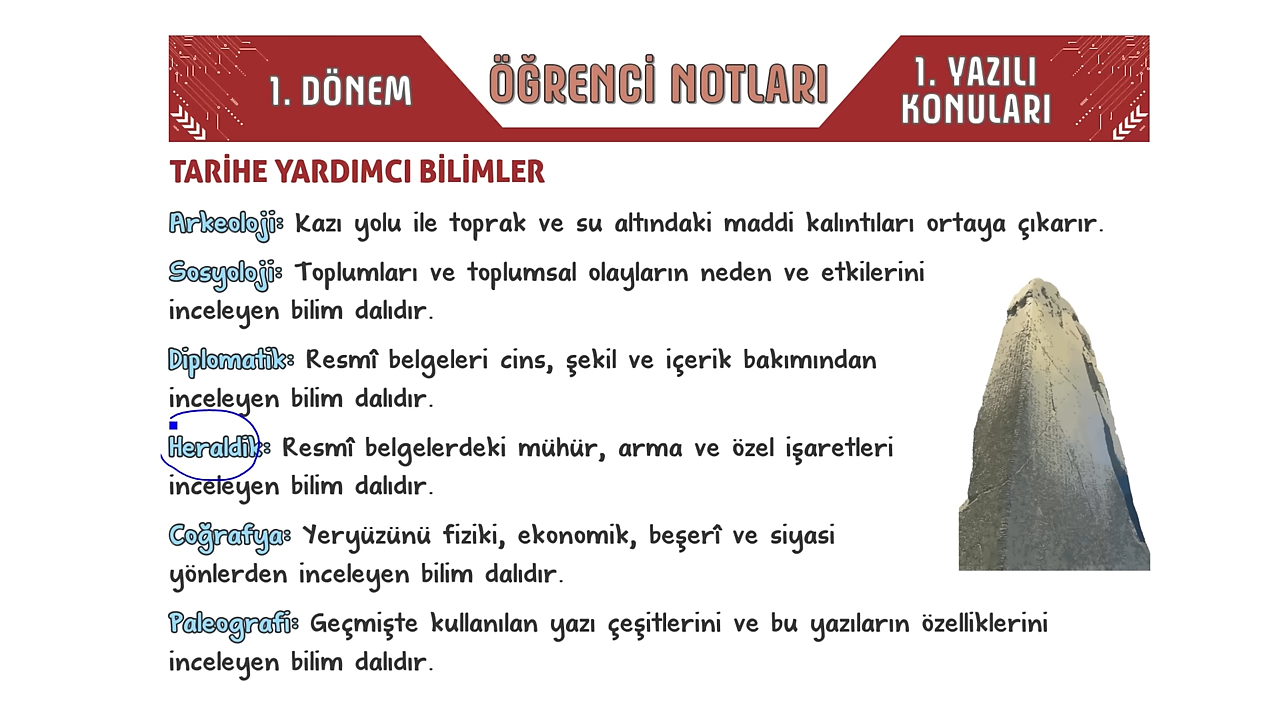 1. DÖNEM
ÖĞRENCİ NOTLARI
1. YAZILI
KONULARI
TARİHE YARDIMCI BİLİMLER
Arkeoloji: Kazı yolu ile toprak ve su altındaki maddi kalıntıları ortaya çıkarır.
Sosyoloji: Toplumları ve toplumsal olayların neden ve etkilerini
inceleyen bilim dalıdır.
Diplomatik: Resmî belgeleri cins, şekil ve içerik bakımından
inceleyen bilim dalıdır.
Heraldik: Resmî belgelerdeki mühür, arma ve özel işaretleri
inceleyen bilim dalıdır.
Coğrafya: Yeryüzünü fiziki, ekonomik, beşerî ve siyasi
yönlerden inceleyen bilim dalıdır.
Paleografi: Geçmişte kullanılan yazı çeşitlerini ve bu yazıların özelliklerini
inceleyen bilim dalıdır.